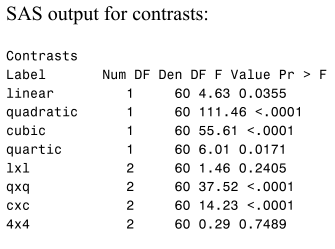 SAS output for contrasts:
Contrasts
Label Num DF Den DF F Value Pr > F
linear 1 60 4.63 0.0355
quadratic 1 60 111.46 <.0001
cubic 1 60 55.61 <.0001
quartic 1 60 6.01 0.0171
lxl 2 60 1.46 0.2405
qxq 2 60 37.52 <.0001
cxc 2 60 14.23 <.0001
4x4 2 60 0.29 0.7489